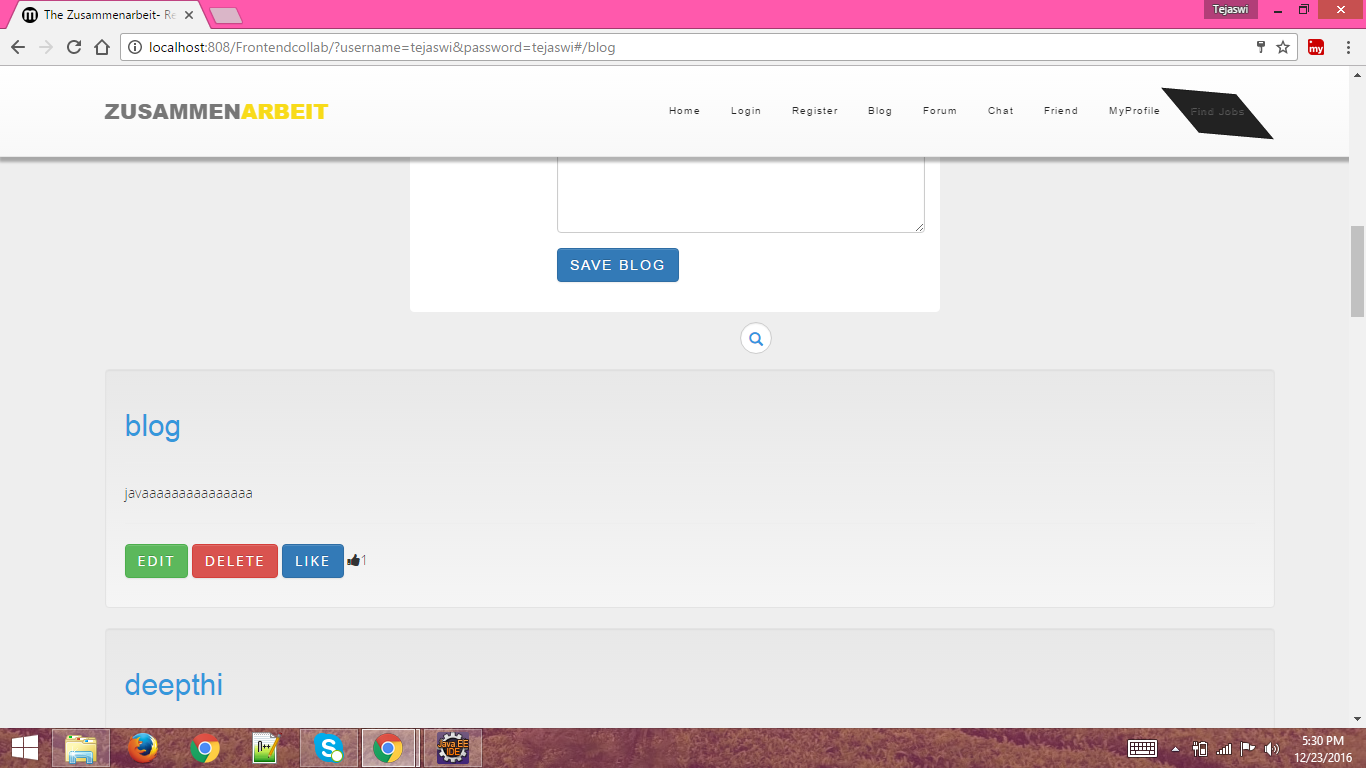 Tejaswi
The Zusammenarbeit- Re
localhost:808/Frontendcollab/?username=tejaswi&password=tejaswi#/blog
my
ZUSAMMENARBEIT Home Login Register Blog Forum Chat Friend MyProfile Find Jobs
SAVE BLOG
blog
javaaaaaaaaaaaaaaa
EDIT DELETE LIKE 1
deepthi
Java EE
IDE
5:30 PM
12/23/2016